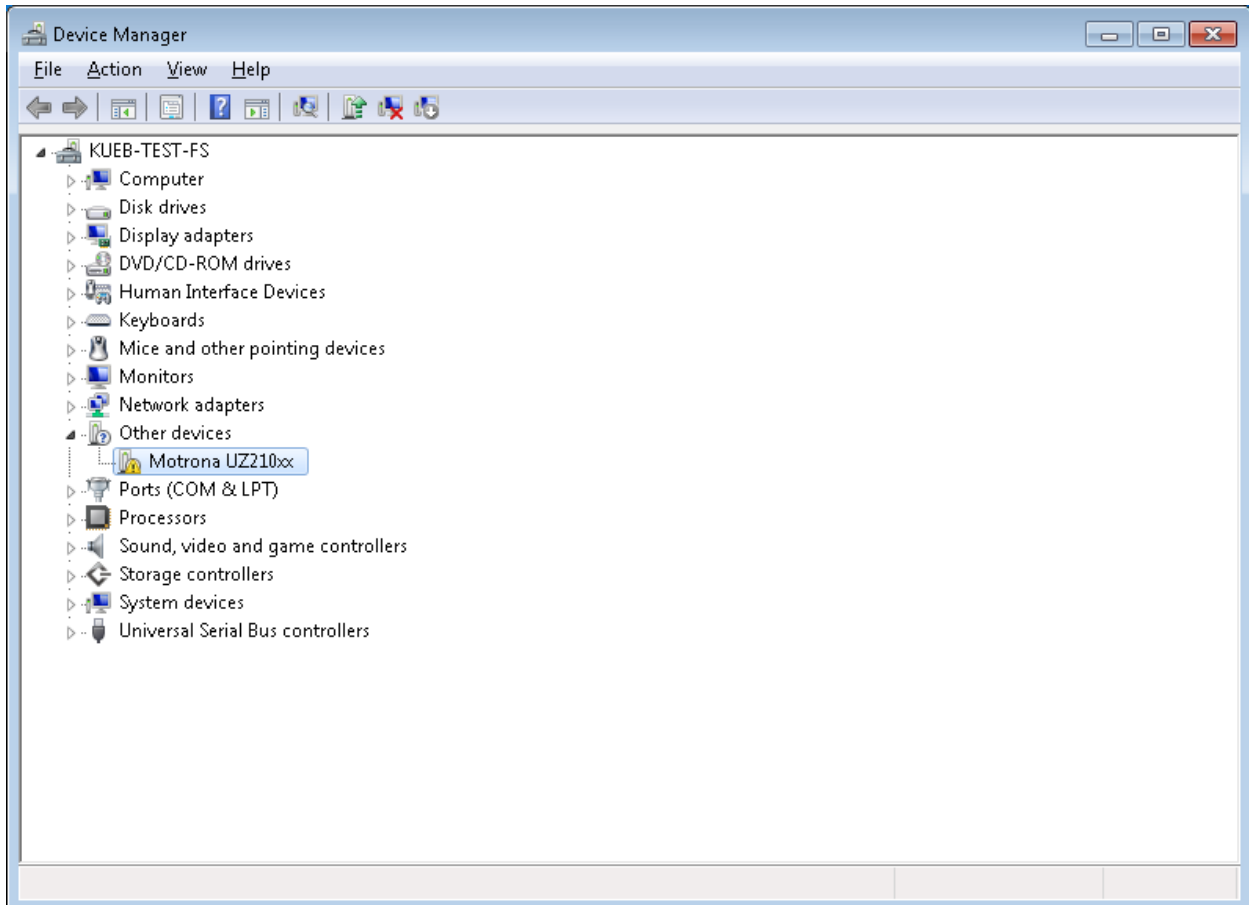 Device Manager
File Action View Help
KUEB-TEST-FS
Computer
Disk drives
Display adapters
DVD/CD-ROM drives
Human Interface Devices
Keyboards
Mice and other pointing devices
Monitors
Network adapters
Other devices
Motrona UZ210xx
Ports (COM & LPT)
Processors
Sound, video and game controllers
Storage controllers
System devices
Universal Serial Bus controllers